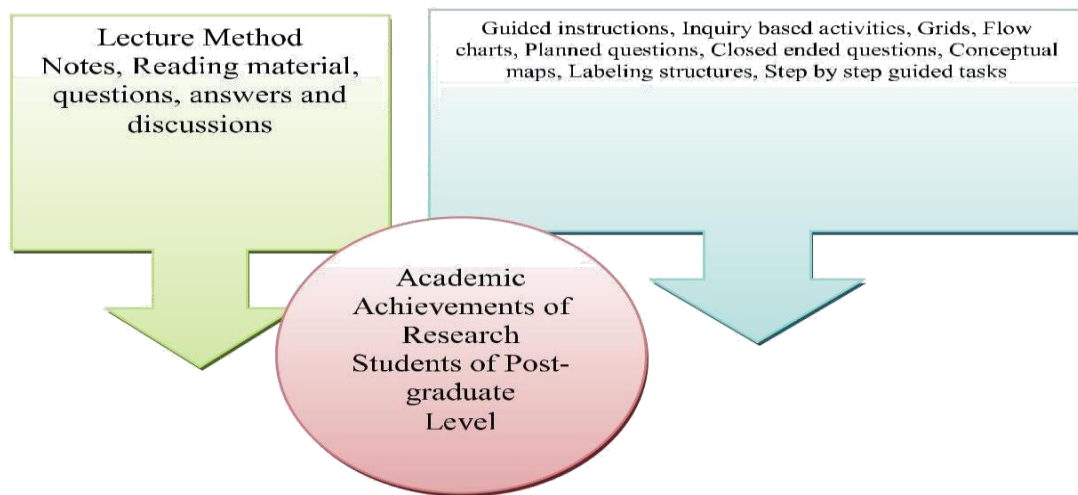 Lecture Method
Notes, Reading material,
questions, answers and
discussions
Guided instructions, Inquiry based activities, Grids, Flow
charts, Planned questions, Closed ended questions, Conceptual
maps, Labeling structures, Step by step guided tasks
Academic
Achievements of
Research
Students of Post-
graduate
Level